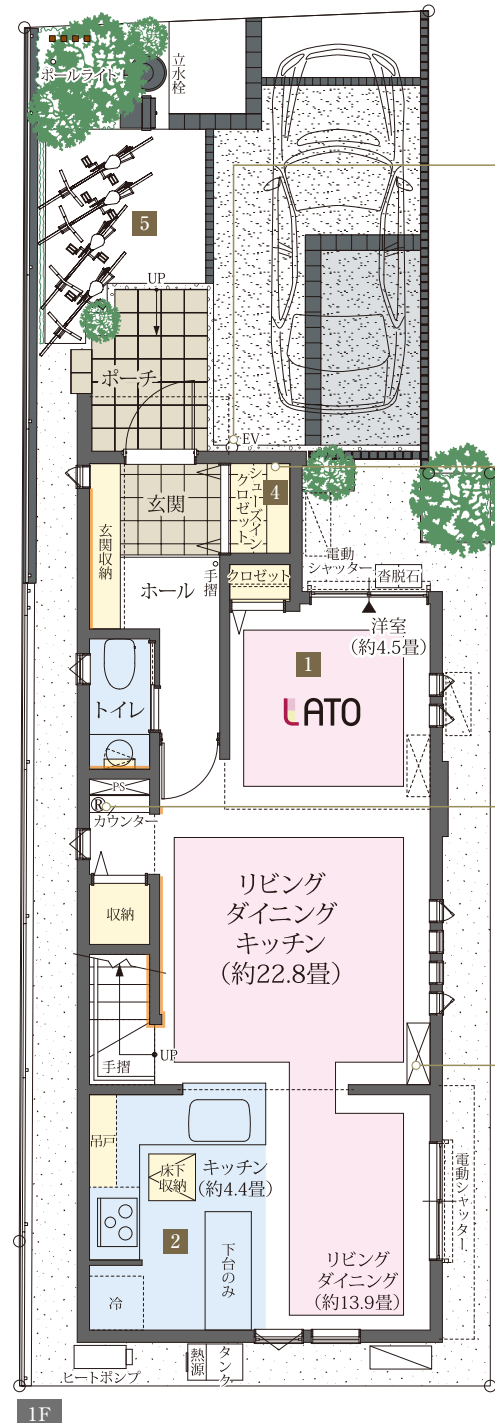 ポールライト
立水栓
5
UP
ポーチ
EV
玄関
シューズイン
クロゼット
4
玄関収納
ホール
手摺
クロゼット
電動
シャッター
沓脱石
洋室
(約4.5畳)
1
LATO
トイレ
PS
R
カウンター
収納
リビング
ダイニング
キッチン
(約22.8畳)
UP
手摺
吊戸
床下
収納
キッチン
(約4.4畳)
2
下台のみ
冷
リビング
ダイニング
(約13.9畳)
電動シャッター
ヒートポンプ
熱源
タンク
1F